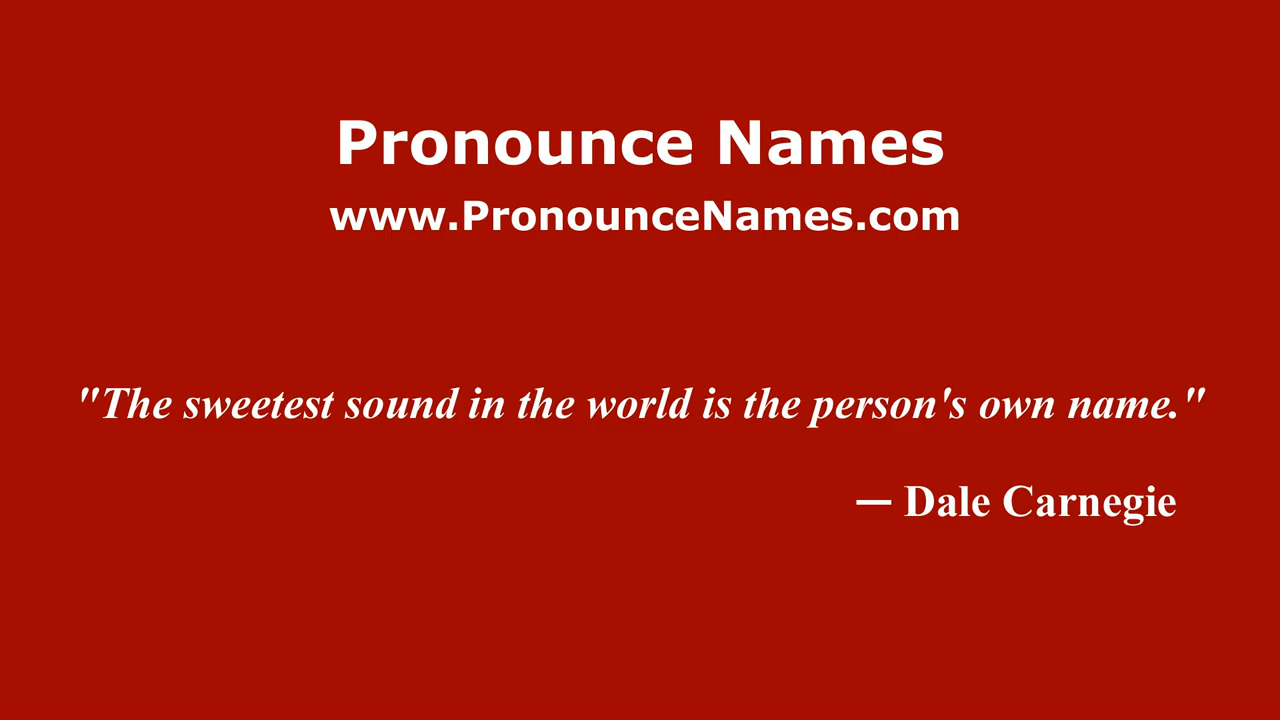 Pronounce Names
www.PronounceNames.com
"The sweetest sound in the world is the person's own name."
— Dale Carnegie